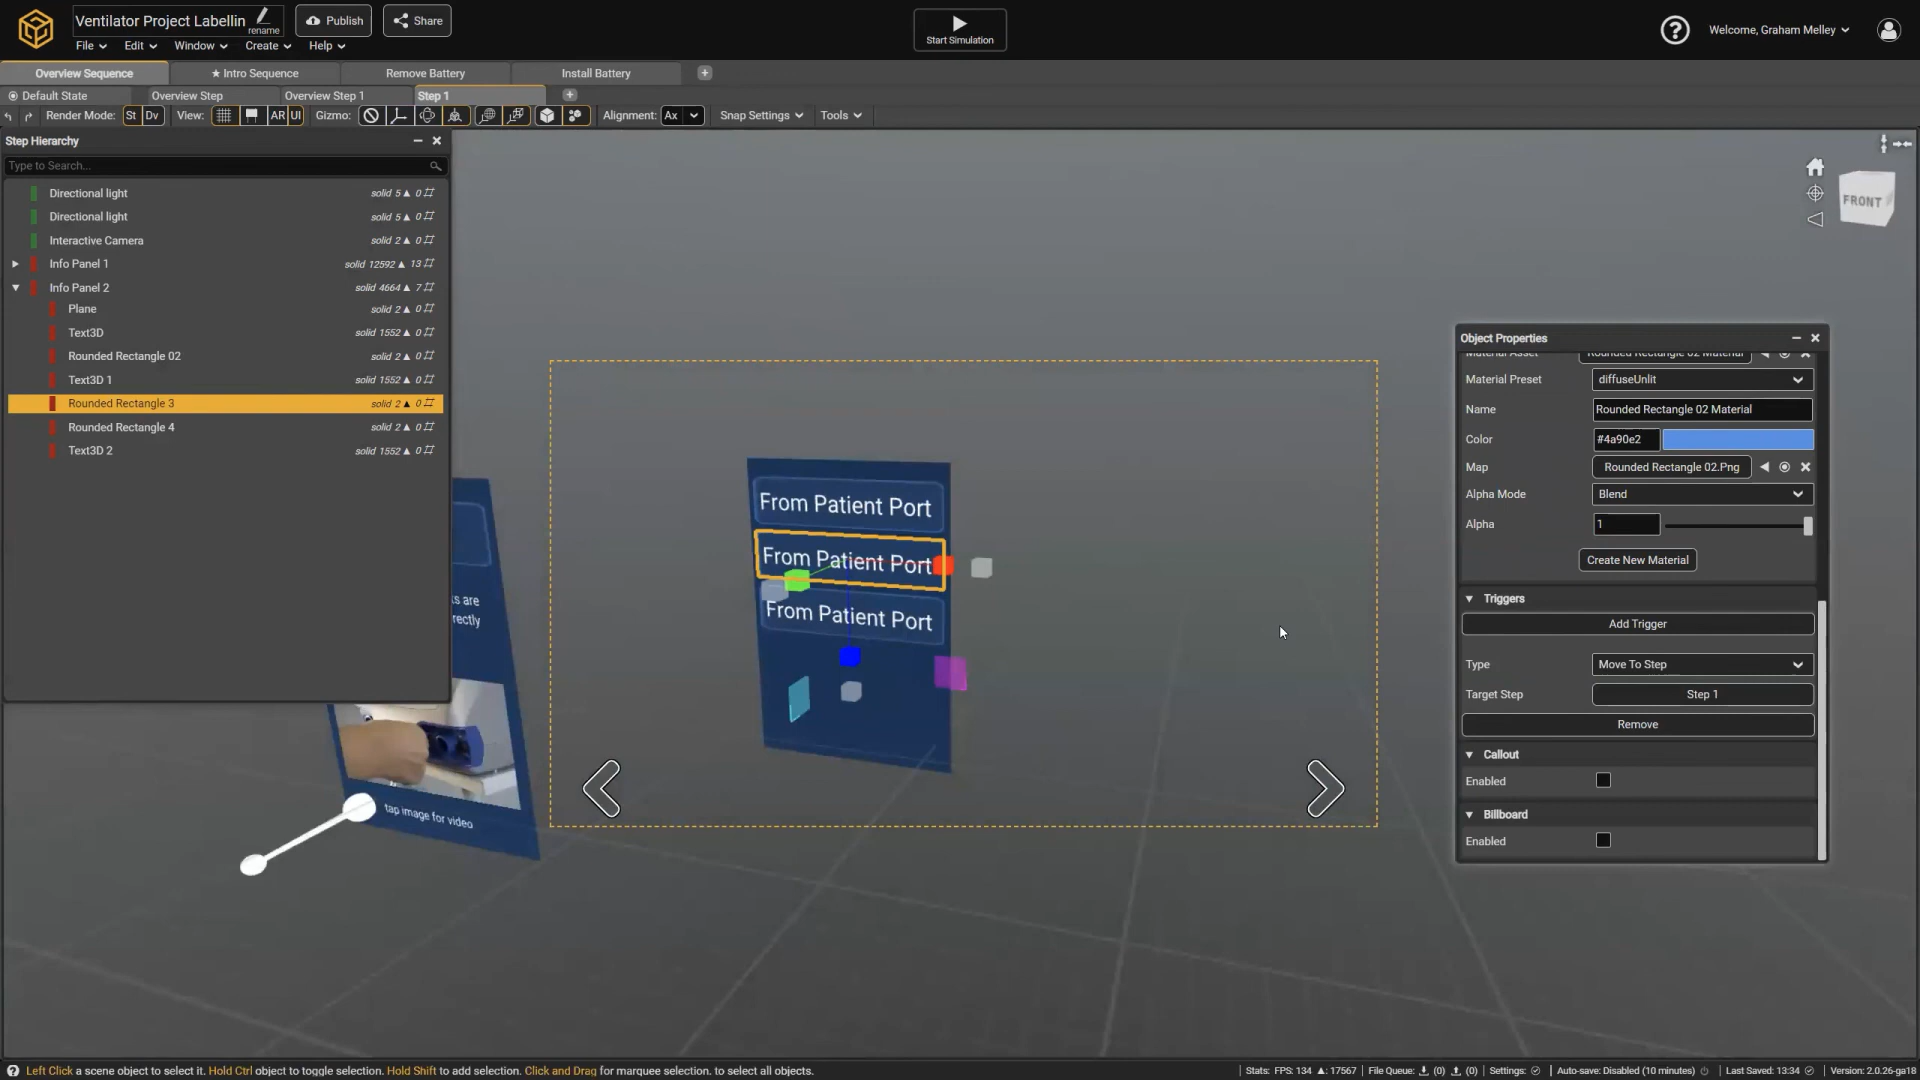 Ventilator Project Labellin
rename
Publish
Share
File Edit Window Create Help
Start Simulation
Welcome, Graham Melley
Overview Sequence
★ Intro Sequence
Remove Battery
Install Battery
Default State
Overview Step
Overview Step 1
Step 1
Render Mode: St Dv View: AR UI Gizmo: Alignment: Ax Snap Settings Tools
Step Hierarchy
Type to Search...
Directional light solid 5 ▲ 0
Directional light solid 5 ▲ 0
Interactive Camera solid 2 ▲ 0
Info Panel 1 solid 12592 ▲ 13
Info Panel 2 solid 4664 ▲ 7
Plane solid 2 ▲ 0
Text3D solid 1552 ▲ 0
Rounded Rectangle 02 solid 2 ▲ 0
Text3D 1 solid 1552 ▲ 0
Rounded Rectangle 3 solid 2 ▲ 0
Rounded Rectangle 4 solid 2 ▲ 0
Text3D 2 solid 1552 ▲ 0
FRONT
From Patient Port
From Patient Port
From Patient Port
ts are
rectly
tap image for video
Object Properties
Material Asset Rounded Rectangle 02 Material
Material Preset diffuseUnlit
Name Rounded Rectangle 02 Material
Color #4a90e2
Map Rounded Rectangle 02.Png
Alpha Mode Blend
Alpha 1
Create New Material
Triggers
Add Trigger
Type Move To Step
Target Step Step 1
Remove
Callout
Enabled
Billboard
Enabled
Left Click a scene object to select it. Hold Ctrl object to toggle selection. Hold Shift to add selection. Click and Drag for marquee selection. to select all objects.
Stats: FPS: 134 ▲: 17567 File Queue: (0) (0) Settings: Auto-save: Disabled (10 minutes) Last Saved: 13:34 Version: 2.0.26-ga18